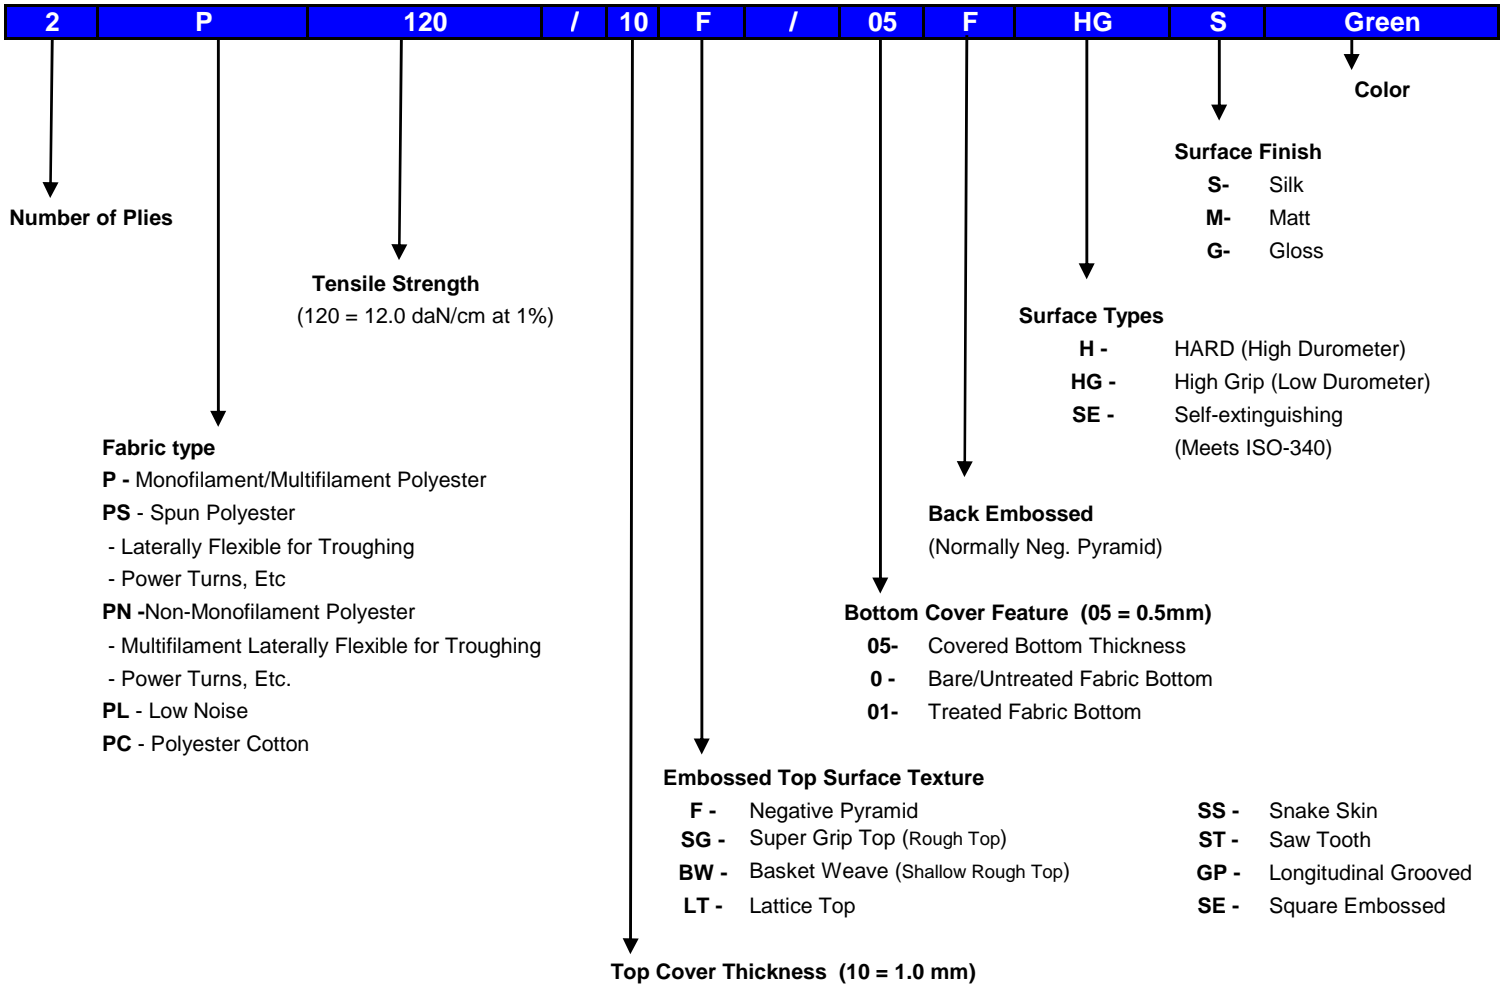 2 P 120 / 10 F / 05 F HG S Green
Color
Surface Finish
S- Silk
M- Matt
G- Gloss
Number of Plies
Tensile Strength
(120 = 12.0 daN/cm at 1%)
Surface Types
H - HARD (High Durometer)
HG - High Grip (Low Durometer)
SE - Self-extinguishing
(Meets ISO-340)
Fabric type
P - Monofilament/Multifilament Polyester
PS - Spun Polyester
- Laterally Flexible for Troughing
- Power Turns, Etc
PN -Non-Monofilament Polyester
- Multifilament Laterally Flexible for Troughing
- Power Turns, Etc.
PL - Low Noise
PC - Polyester Cotton
Back Embossed
(Normally Neg. Pyramid)
Bottom Cover Feature (05 = 0.5mm)
05- Covered Bottom Thickness
0 - Bare/Untreated Fabric Bottom
01- Treated Fabric Bottom
Embossed Top Surface Texture
F - Negative Pyramid
SG - Super Grip Top (Rough Top)
BW - Basket Weave (Shallow Rough Top)
LT - Lattice Top
SS - Snake Skin
ST - Saw Tooth
GP - Longitudinal Grooved
SE - Square Embossed
Top Cover Thickness (10 = 1.0 mm)